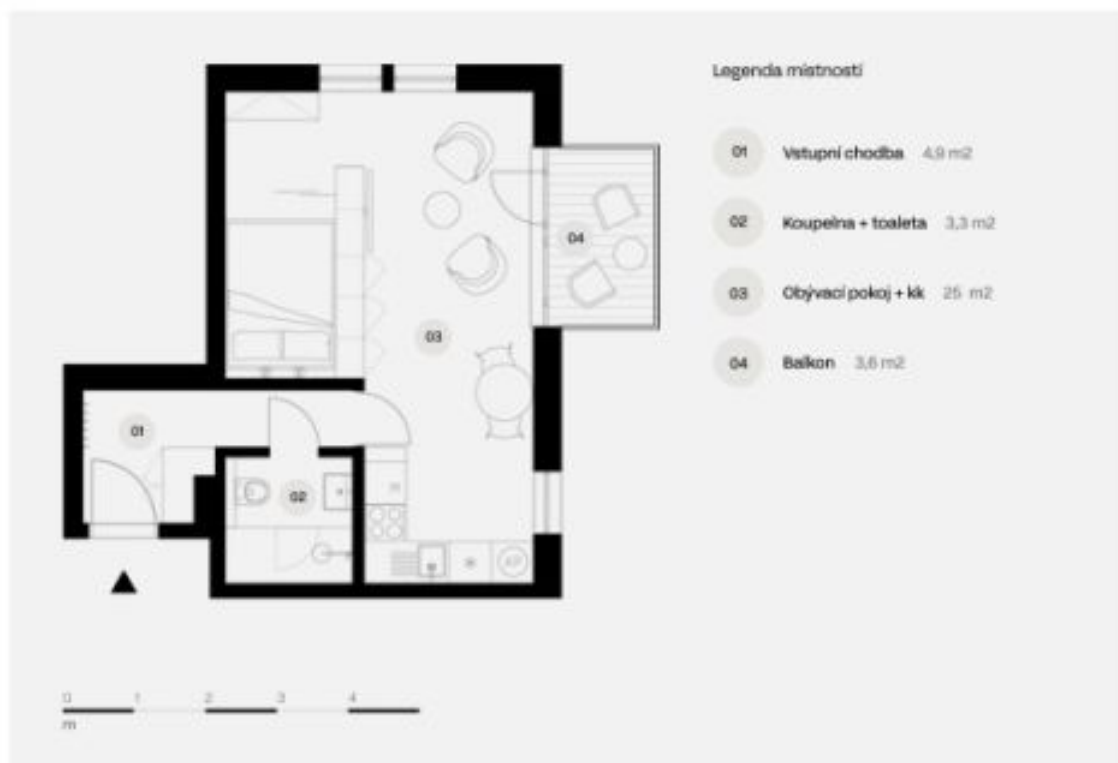 Legenda místností
01 Vstupní chodba 4,9 m2
02 Koupelna + toaleta 3,3 m2
03 Obývací pokoj + kk 25 m2
04 Balkon 3,6 m2
04
03
01
02
0 1 2 3 4
m